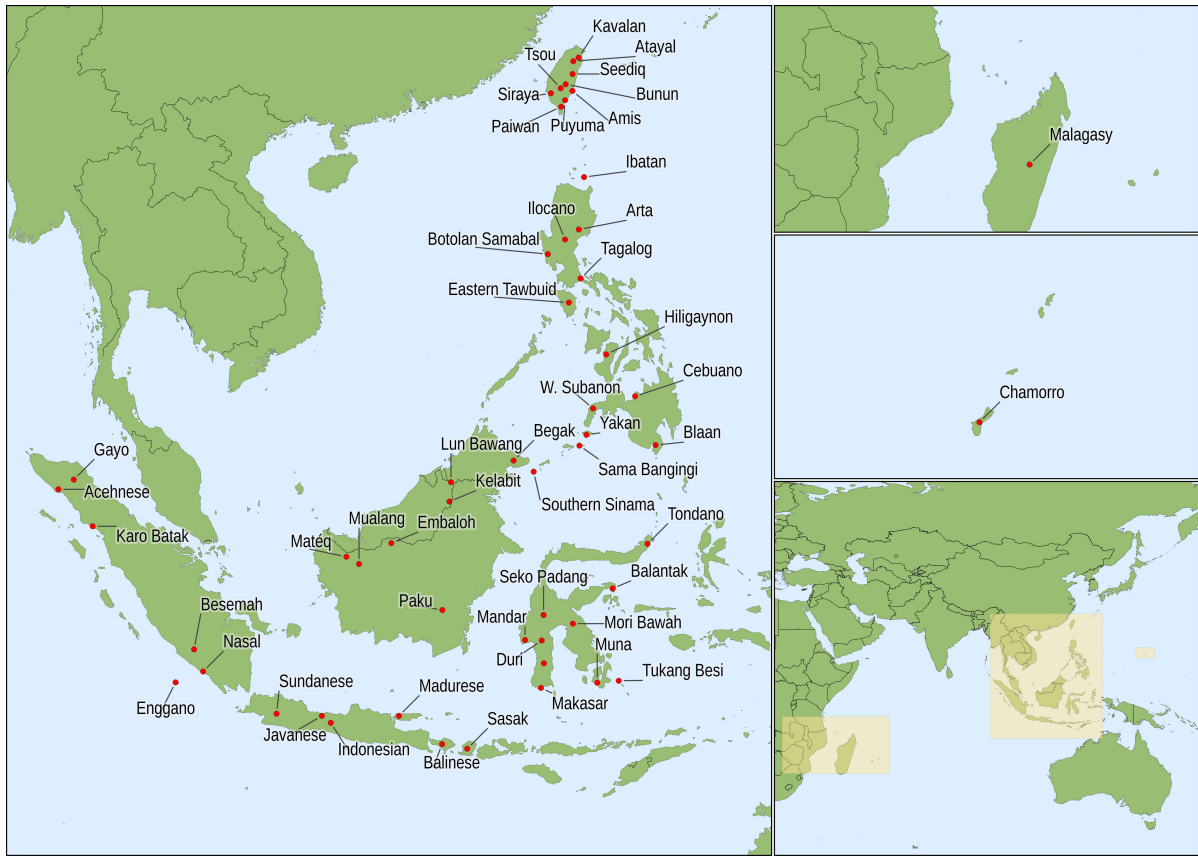 Kavalan
Tsou
Atayal
Seediq
Siraya
Bunun
Paiwan
Puyuma
Amis
Ibatan
Ilocano
Arta
Botolan Samabal
Tagalog
Eastern Tawbuid
Hiligaynon
Cebuano
W. Subanon
Yakan
Begak
Blaan
Lun Bawang
Sama Bangingi
Gayo
Kelabit
Acehnese
Southern Sinama
Mualang
Embaloh
Tondano
Karo Batak
Matéq
Seko Padang
Balantak
Paku
Besemah
Mandar
Mori Bawah
Nasal
Muna
Duri
Tukang Besi
Sundanese
Madurese
Enggano
Makasar
Javanese
Sasak
Indonesian
Balinese
Malagasy
Chamorro